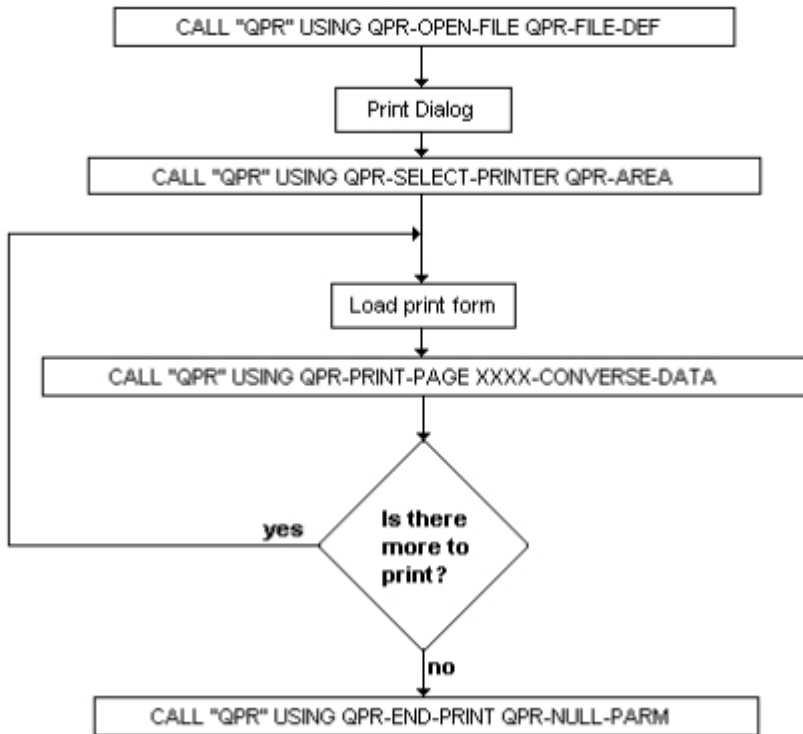 CALL "QPR" USING QPR-OPEN-FILE QPR-FILE-DEF
Print Dialog
CALL "QPR" USING QPR-SELECT-PRINTER QPR-AREA
Load print form
CALL "QPR" USING QPR-PRINT-PAGE XXXX-CONVERSE-DATA
Is there
more to
print?
yes
no
CALL "QPR" USING QPR-END-PRINT QPR-NULL-PARM